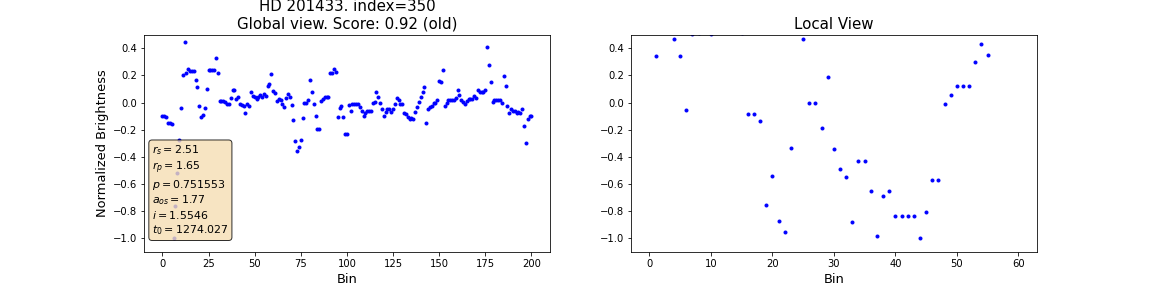 HD 201433. index=350
Global view. Score: 0.92 (old)
Local View
Normalized Brightness
0.4
0.2
0.0
−0.2
−0.4
−0.6
−0.8
−1.0
r_s = 2.51
r_p = 1.65
p = 0.751553
a_os = 1.77
i = 1.5546
t_0 = 1274.027
0 25 50 75 100 125 150 175 200
Bin
0.4
0.2
0.0
−0.2
−0.4
−0.6
−0.8
−1.0
0 10 20 30 40 50 60
Bin